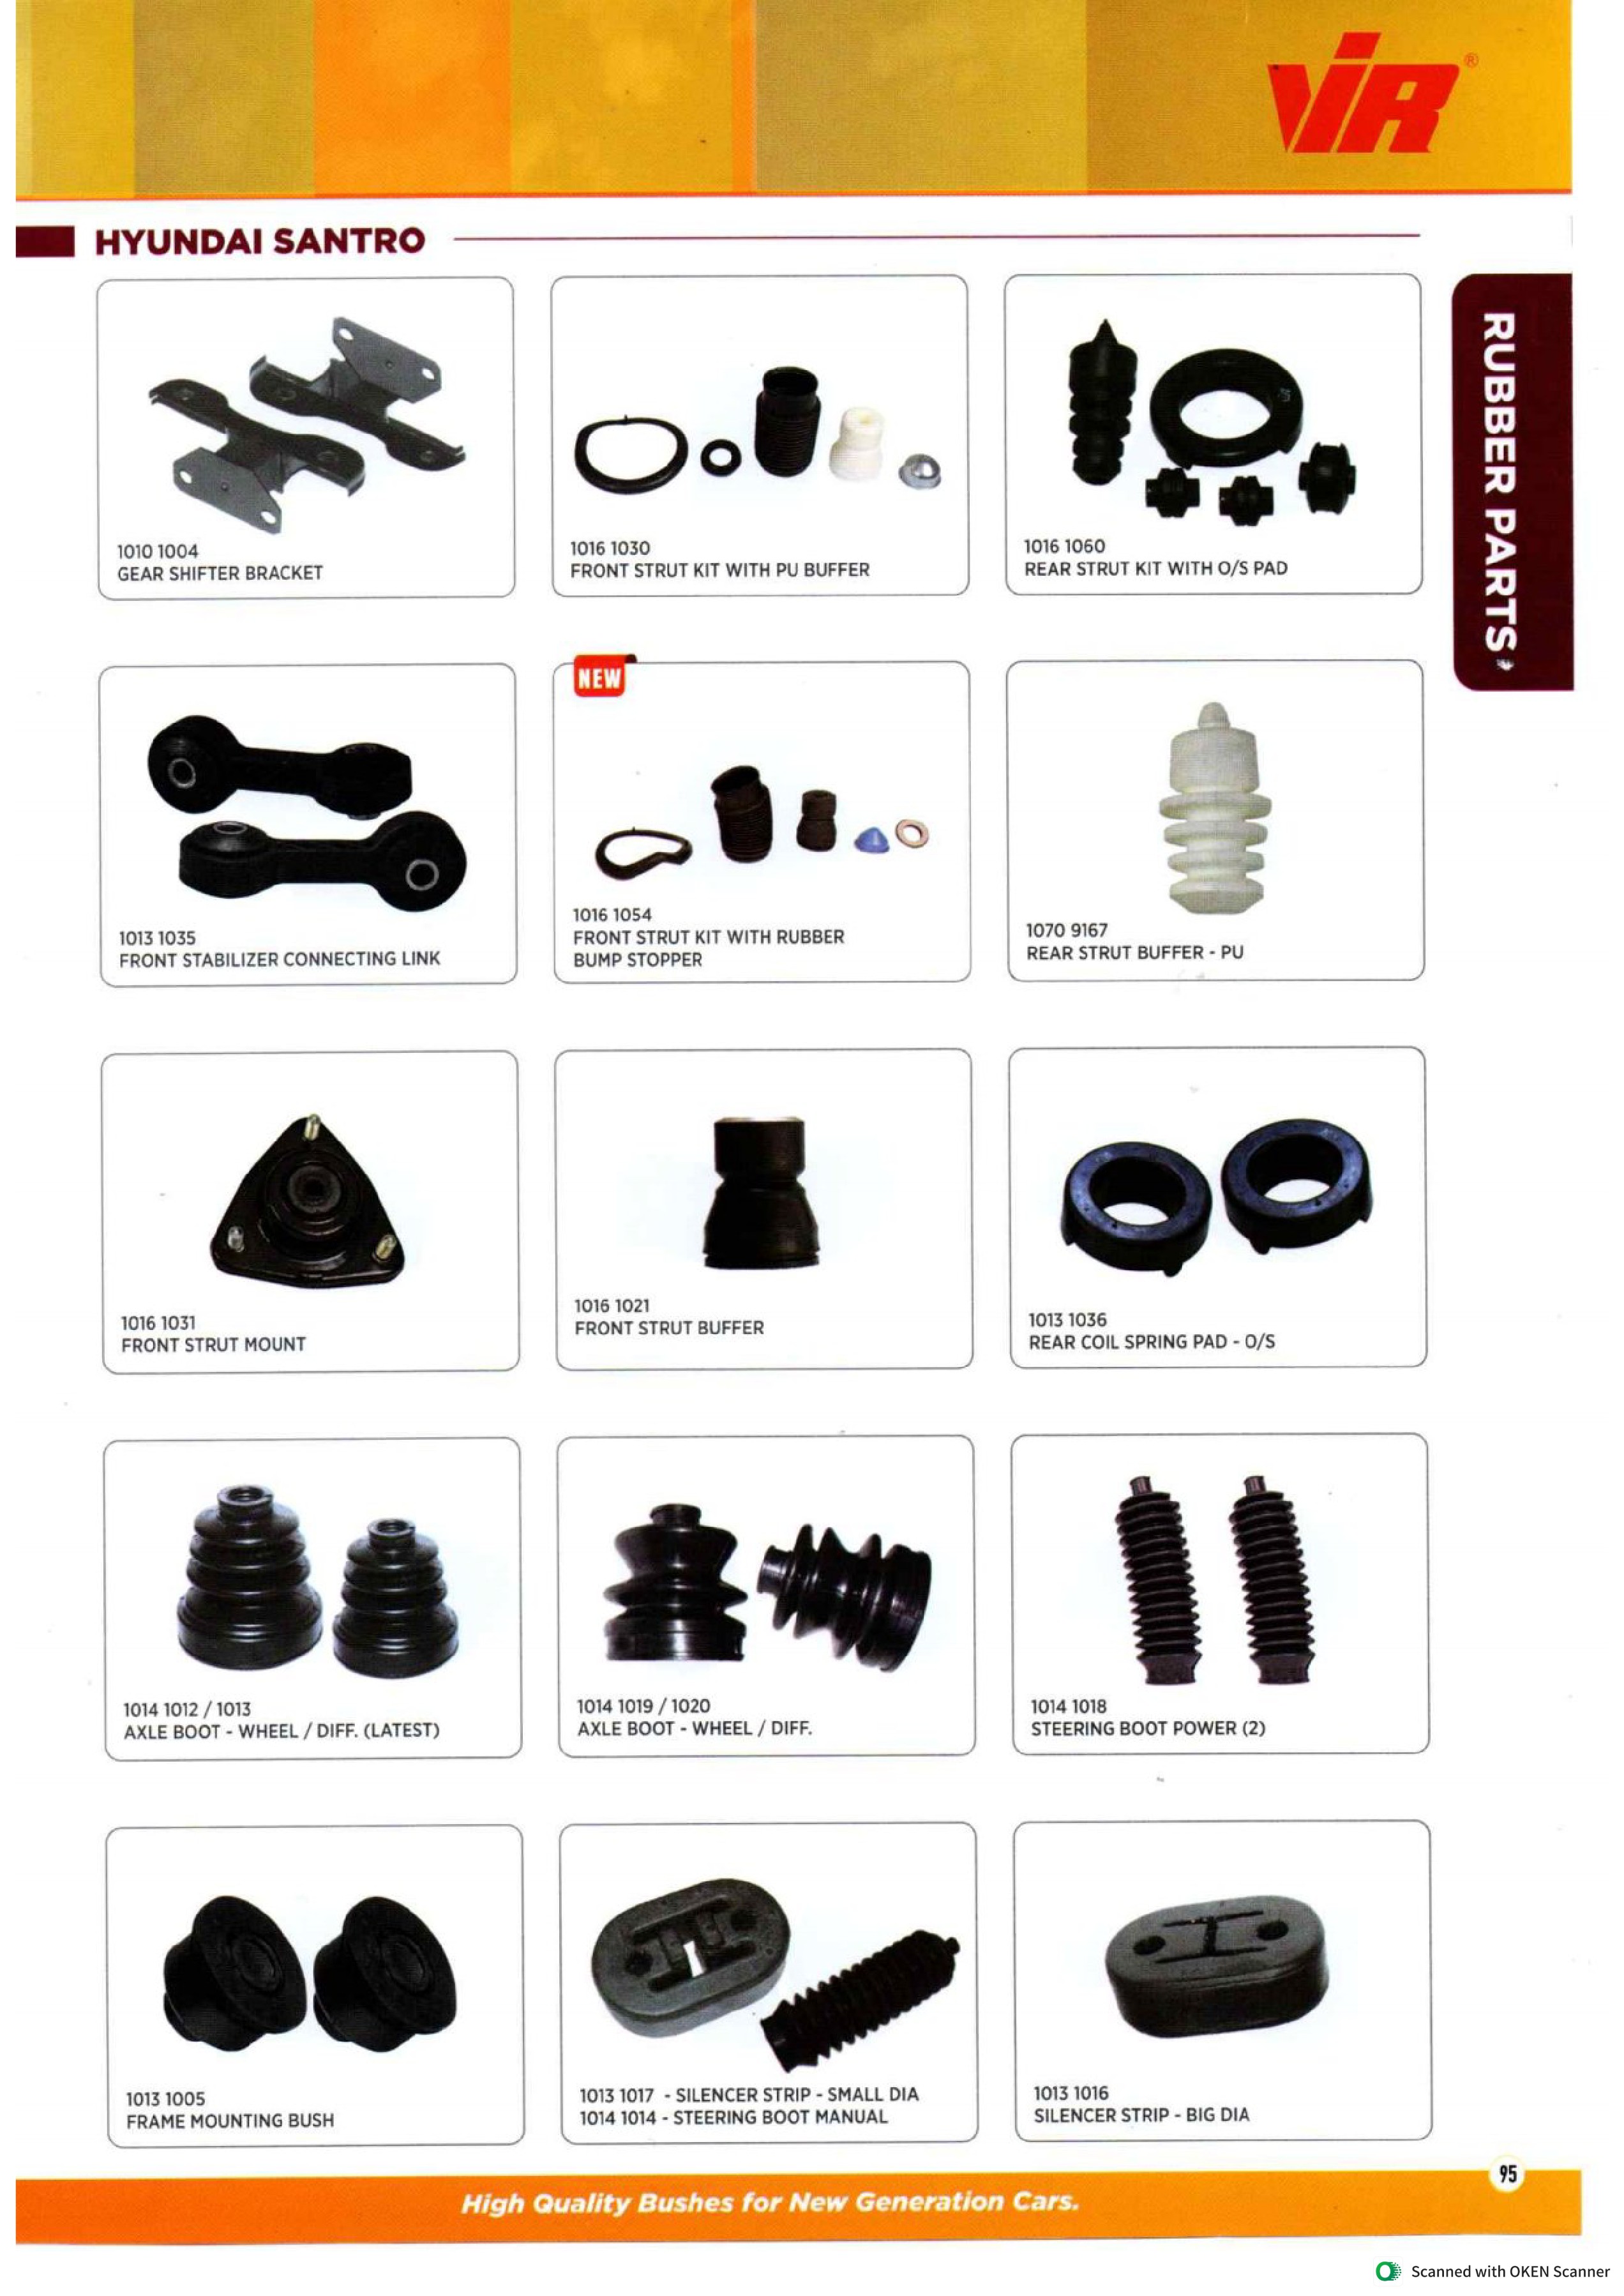 ViR®
HYUNDAI SANTRO
RUBBER PARTS
1010 1004
GEAR SHIFTER BRACKET
1016 1030
FRONT STRUT KIT WITH PU BUFFER
1016 1060
REAR STRUT KIT WITH O/S PAD
1013 1035
FRONT STABILIZER CONNECTING LINK
NEW
1016 1054
FRONT STRUT KIT WITH RUBBER
BUMP STOPPER
1070 9167
REAR STRUT BUFFER - PU
1016 1031
FRONT STRUT MOUNT
1016 1021
FRONT STRUT BUFFER
1013 1036
REAR COIL SPRING PAD - O/S
1014 1012 / 1013
AXLE BOOT - WHEEL / DIFF. (LATEST)
1014 1019 / 1020
AXLE BOOT - WHEEL / DIFF.
1014 1018
STEERING BOOT POWER (2)
1013 1005
FRAME MOUNTING BUSH
1013 1017 - SILENCER STRIP - SMALL DIA
1014 1014 - STEERING BOOT MANUAL
1013 1016
SILENCER STRIP - BIG DIA
95
High Quality Bushes for New Generation Cars.
Scanned with OKEN Scanner